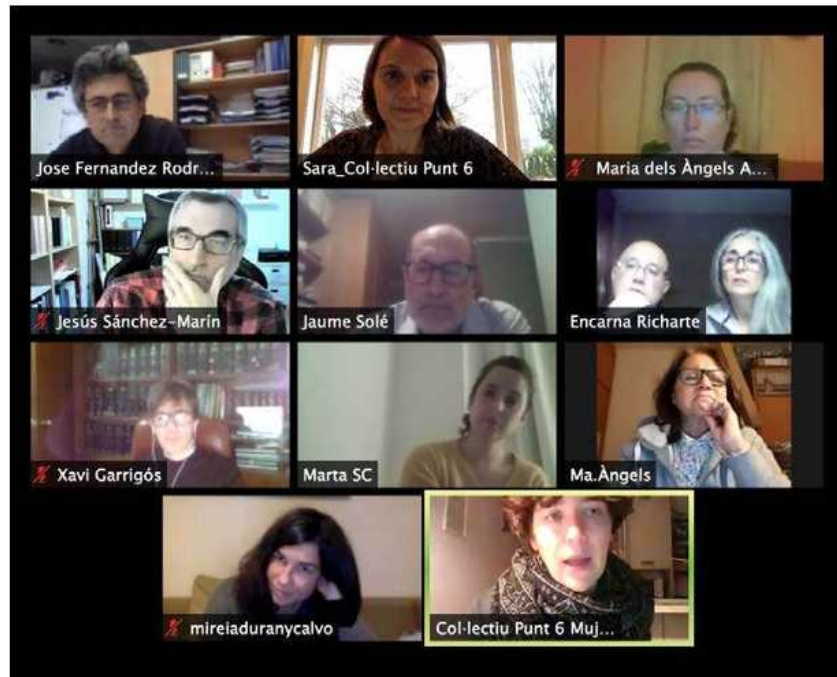 Jose Fernandez Rodr...
Sara_Col·lectiu Punt 6
Maria dels Àngels A...
Jesús Sánchez-Marín
Jaume Solé
Encarna Richarte
Xavi Garrigós
Marta SC
Ma.Àngels
mireiaduranycalvo
Col·lectiu Punt 6 Muj...